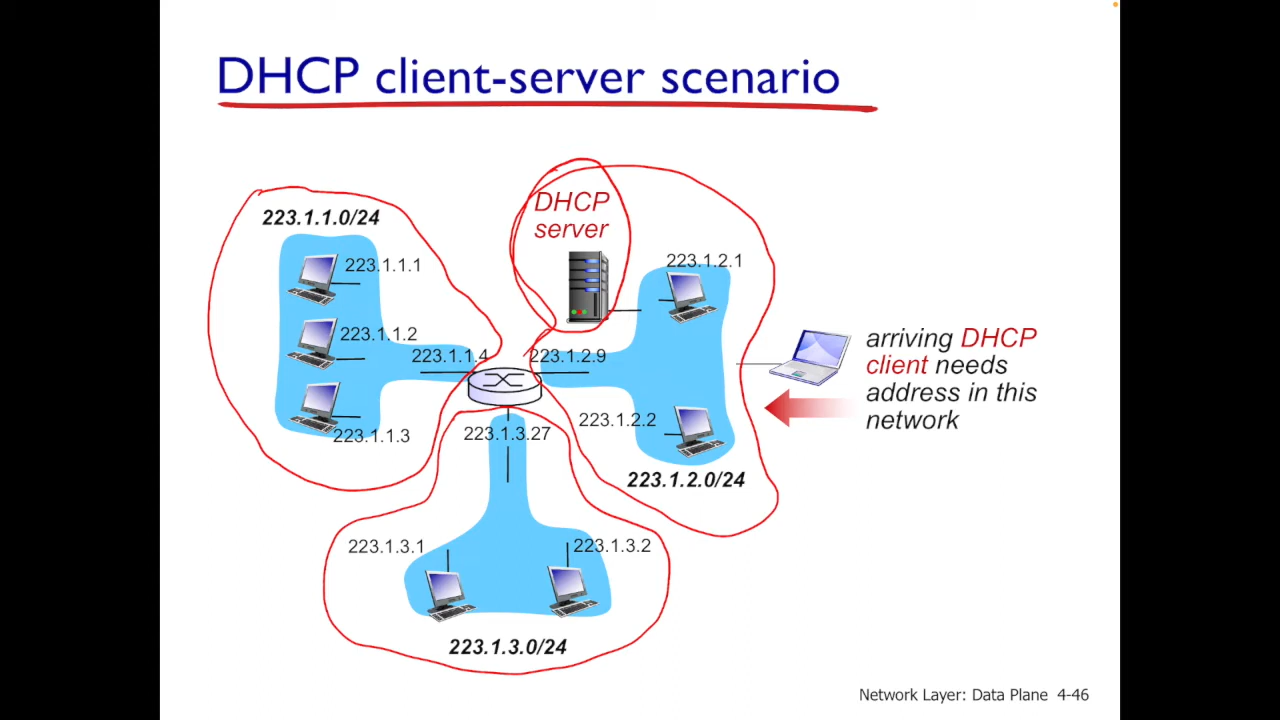 DHCP client-server scenario
223.1.1.0/24
223.1.1.1
223.1.1.2
223.1.1.3
223.1.1.4
DHCP
server
223.1.2.1
223.1.2.9
223.1.2.2
223.1.2.0/24
arriving DHCP
client needs
address in this
network
223.1.3.27
223.1.3.1
223.1.3.2
223.1.3.0/24
Network Layer: Data Plane 4-46